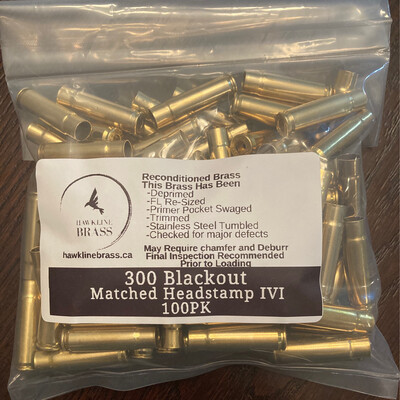 HAWKLINE
BRASS
hawklinebrass.ca
Reconditioned Brass
This Brass Has Been
-Deprimed
-FL Re-Sized
-Primer Pocket Swaged
-Trimmed
-Stainless Steel Tumbled
-Checked for major defects
May Require chamfer and Deburr
Final Inspection Recommended
Prior to Loading
300 Blackout
Matched Headstamp IVI
100PK